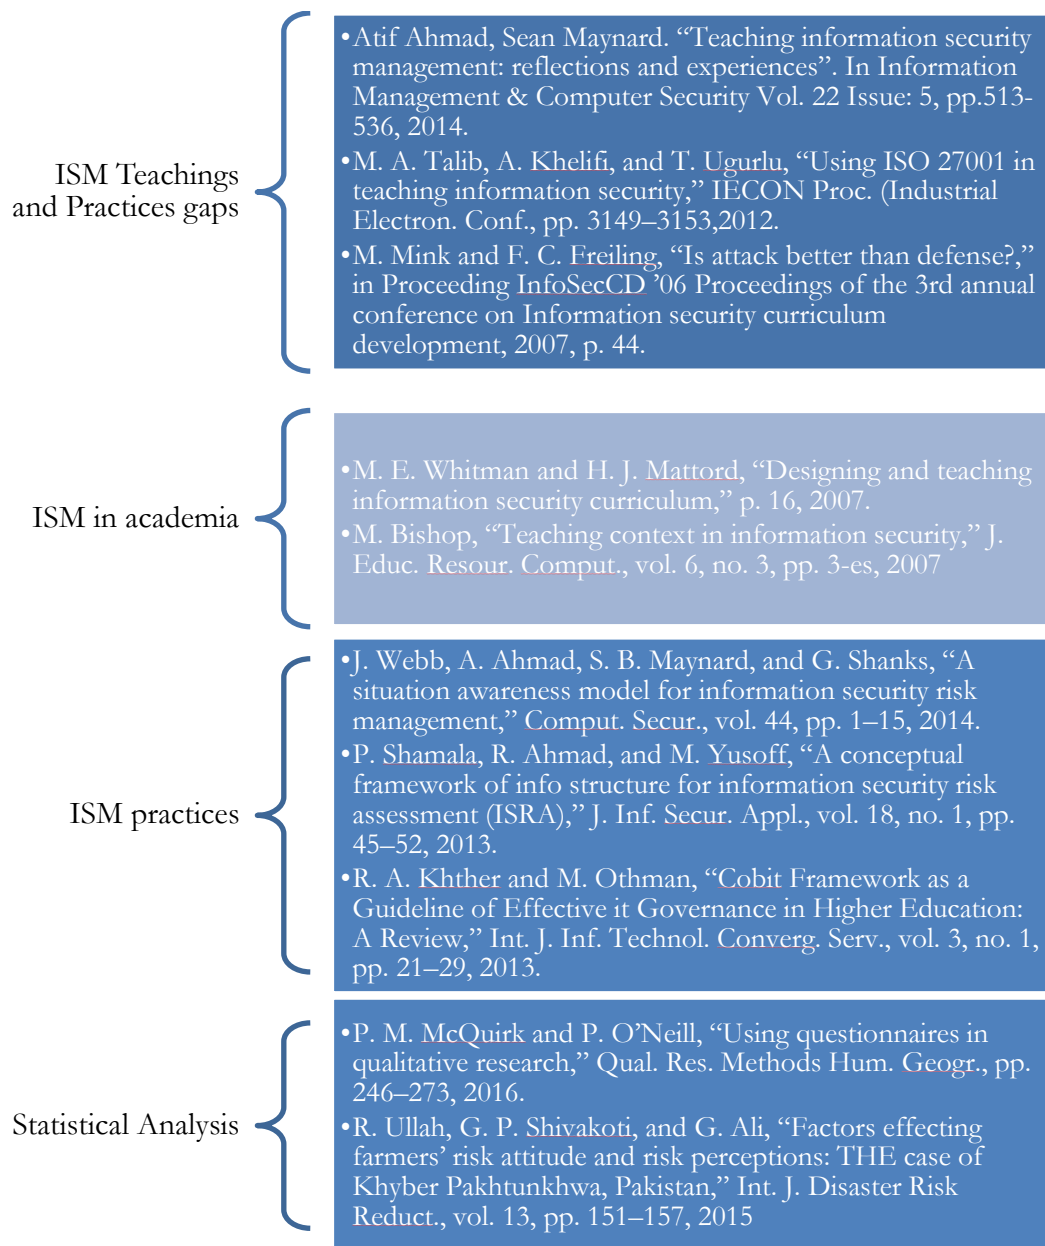 ISM Teachings
and Practices gaps
•Atif Ahmad, Sean Maynard. “Teaching information security
management: reflections and experiences”. In Information
Management & Computer Security Vol. 22 Issue: 5, pp.513-
536, 2014.
•M. A. Talib, A. Khelifi, and T. Ugurlu, “Using ISO 27001 in
teaching information security,” IECON Proc. (Industrial
Electron. Conf., pp. 3149–3153,2012.
•M. Mink and F. C. Freiling, “Is attack better than defense?,”
in Proceeding InfoSecCD ’06 Proceedings of the 3rd annual
conference on Information security curriculum
development, 2007, p. 44.
ISM in academia
•M. E. Whitman and H. J. Mattord, “Designing and teaching
information security curriculum,” p. 16, 2007.
•M. Bishop, “Teaching context in information security,” J.
Educ. Resour. Comput., vol. 6, no. 3, pp. 3-es, 2007
ISM practices
•J. Webb, A. Ahmad, S. B. Maynard, and G. Shanks, “A
situation awareness model for information security risk
management,” Comput. Secur., vol. 44, pp. 1–15, 2014.
•P. Shamala, R. Ahmad, and M. Yusoff, “A conceptual
framework of info structure for information security risk
assessment (ISRA),” J. Inf. Secur. Appl., vol. 18, no. 1, pp.
45–52, 2013.
•R. A. Khther and M. Othman, “Cobit Framework as a
Guideline of Effective it Governance in Higher Education:
A Review,” Int. J. Inf. Technol. Converg. Serv., vol. 3, no. 1,
pp. 21–29, 2013.
Statistical Analysis
•P. M. McQuirk and P. O’Neill, “Using questionnaires in
qualitative research,” Qual. Res. Methods Hum. Geogr., pp.
246–273, 2016.
•R. Ullah, G. P. Shivakoti, and G. Ali, “Factors effecting
farmers’ risk attitude and risk perceptions: THE case of
Khyber Pakhtunkhwa, Pakistan,” Int. J. Disaster Risk
Reduct., vol. 13, pp. 151–157, 2015